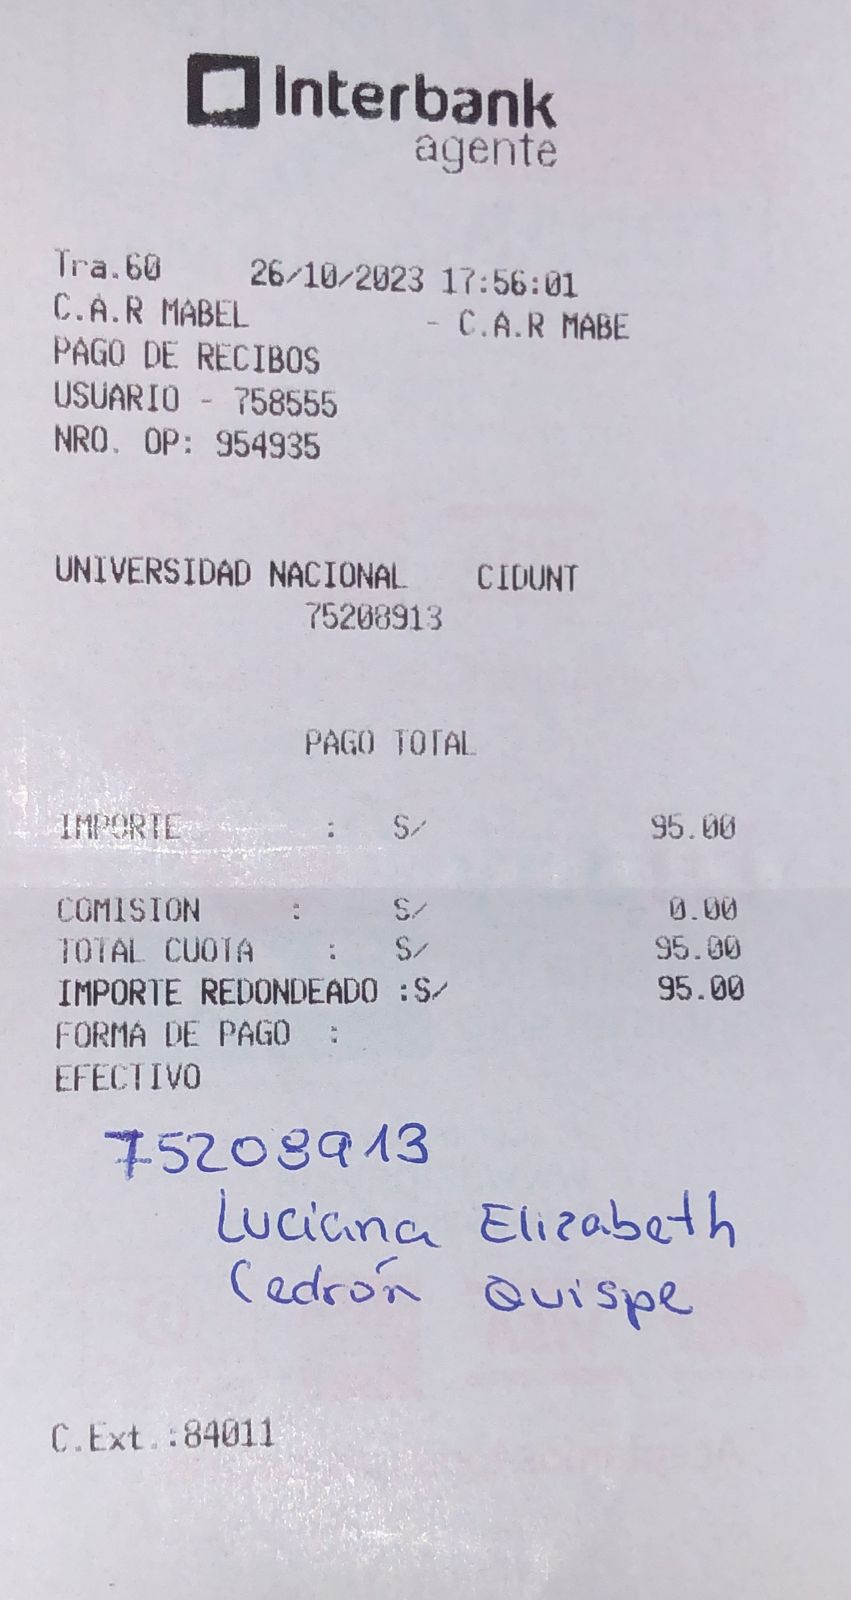 Interbank
agente
Tra.60 26/10/2023 17:56:01
C.A.R MABEL - C.A.R MABE
PAGO DE RECIBOS
USUARIO - 758555
NRO. OP: 954935
UNIVERSIDAD NACIONAL CIDUNT
75208913
PAGO TOTAL
IMPORTE : S/ 95.00
COMISION : S/ 0.00
TOTAL CUOTA : S/ 95.00
IMPORTE REDONDEADO :S/ 95.00
FORMA DE PAGO :
EFECTIVO
75208913
Luciana Elizabeth
Cedrón Quispe
C.Ext.:84011